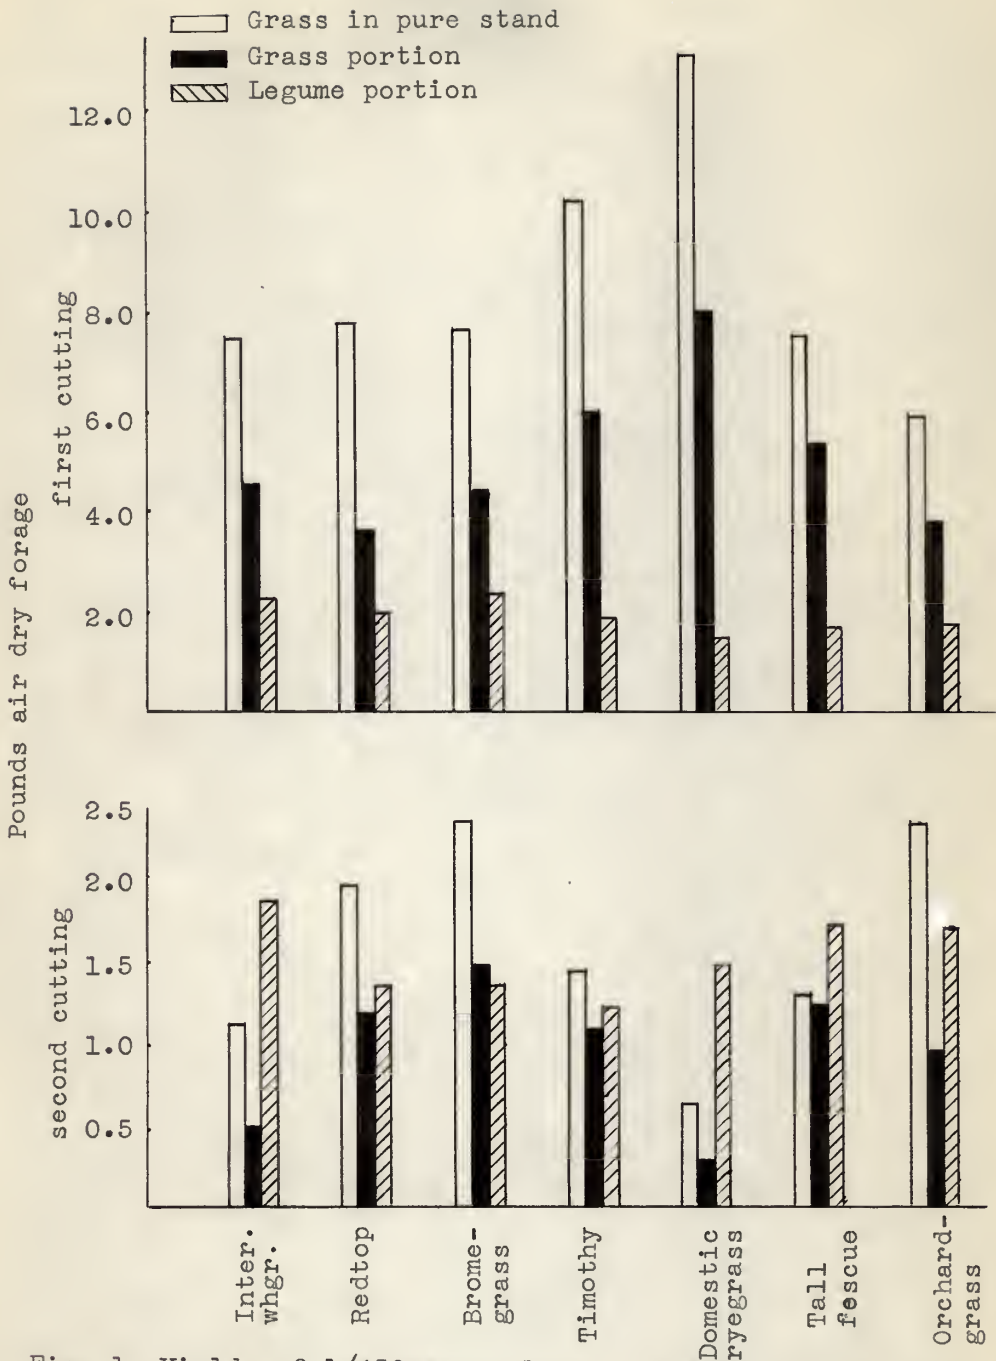 Grass in pure stand
Grass portion
Legume portion
12.0
10.0
8.0
6.0
4.0
2.0
first cutting
Pounds air dry forage
2.5
2.0
1.5
1.0
0.5
second cutting
Inter.
whgr.
Redtop
Brome-
grass
Timothy
Domestic
ryegrass
Tall
fescue
Orchard-
grass